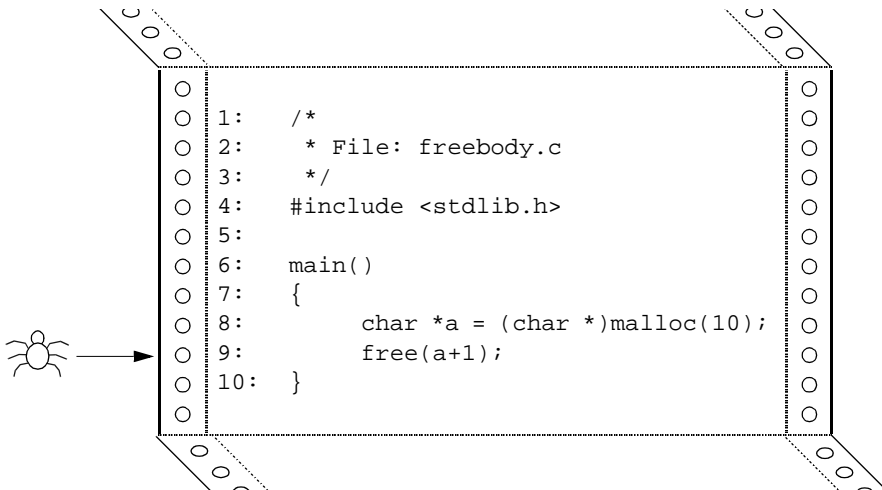 1: /*
2: * File: freebody.c
3: */
4: #include <stdlib.h>
5:
6: main()
7: {
8: char *a = (char *)malloc(10);
9: free(a+1);
10: }